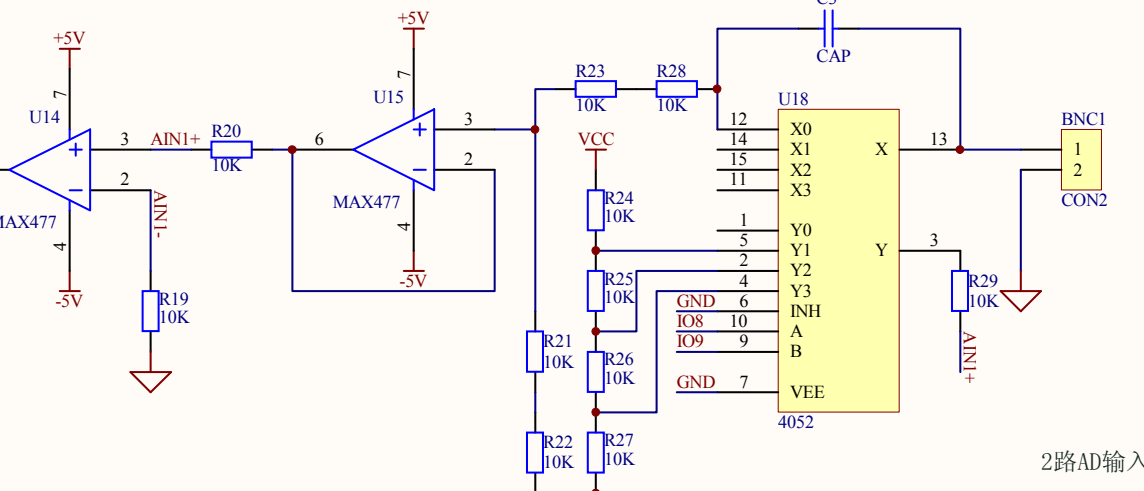 +5V
7
U14
3
AIN1+
2
AIN1-
MAX477
4
-5V
R19
10K
R20
10K
+5V
7
U15
6
3
2
MAX477
4
-5V
R23
10K
R28
10K
CAP
VCC
R24
10K
R25
10K
R26
10K
R27
10K
R21
10K
R22
10K
U18
12 X0
14 X1
15 X2
11 X3
1 Y0
5 Y1
2 Y2
4 Y3
GND 6 INH
IO8 10 A
IO9 9 B
GND 7 VEE
X 13
Y 3
4052
R29
10K
AIN1+
BNC1
1
2
CON2
2路AD输入